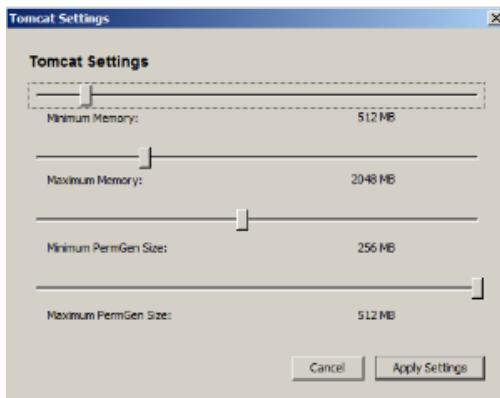 Tomcat Settings
Tomcat Settings
Minimum Memory: 512 MB
Maximum Memory: 2048 MB
Minimum PermGen Size: 256 MB
Maximum PermGen Size: 512 MB
Cancel Apply Settings